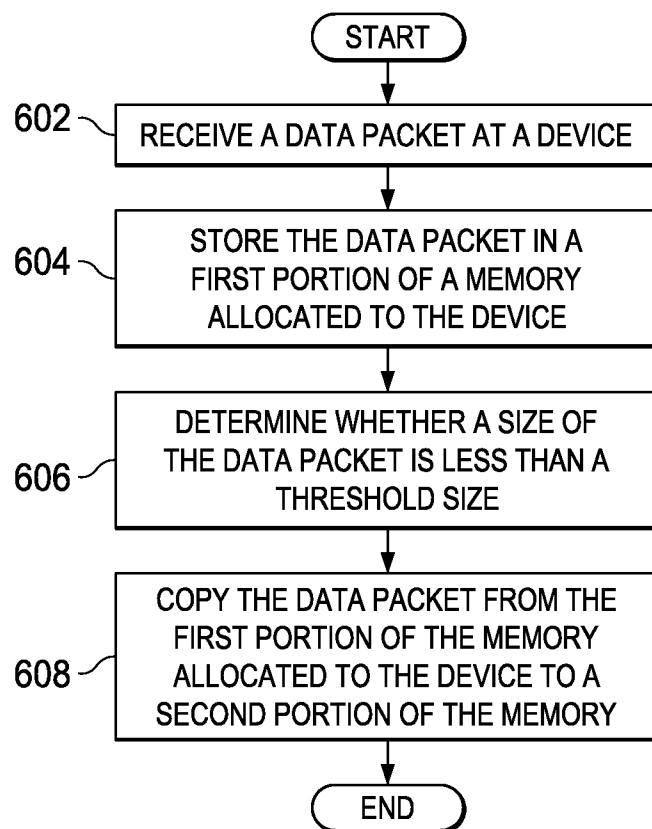 START
602
RECEIVE A DATA PACKET AT A DEVICE
604
STORE THE DATA PACKET IN A
FIRST PORTION OF A MEMORY
ALLOCATED TO THE DEVICE
606
DETERMINE WHETHER A SIZE OF
THE DATA PACKET IS LESS THAN A
THRESHOLD SIZE
608
COPY THE DATA PACKET FROM THE
FIRST PORTION OF THE MEMORY
ALLOCATED TO THE DEVICE TO A
SECOND PORTION OF THE MEMORY
END